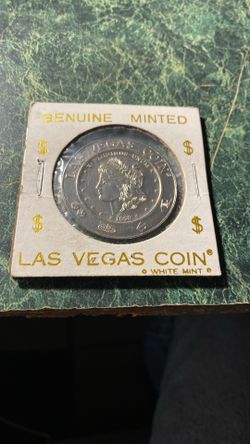 GENUINE MINTED
LAS VEGAS COIN
$ $
$ $
LAS VEGAS COIN®
© WHITE MINT ®